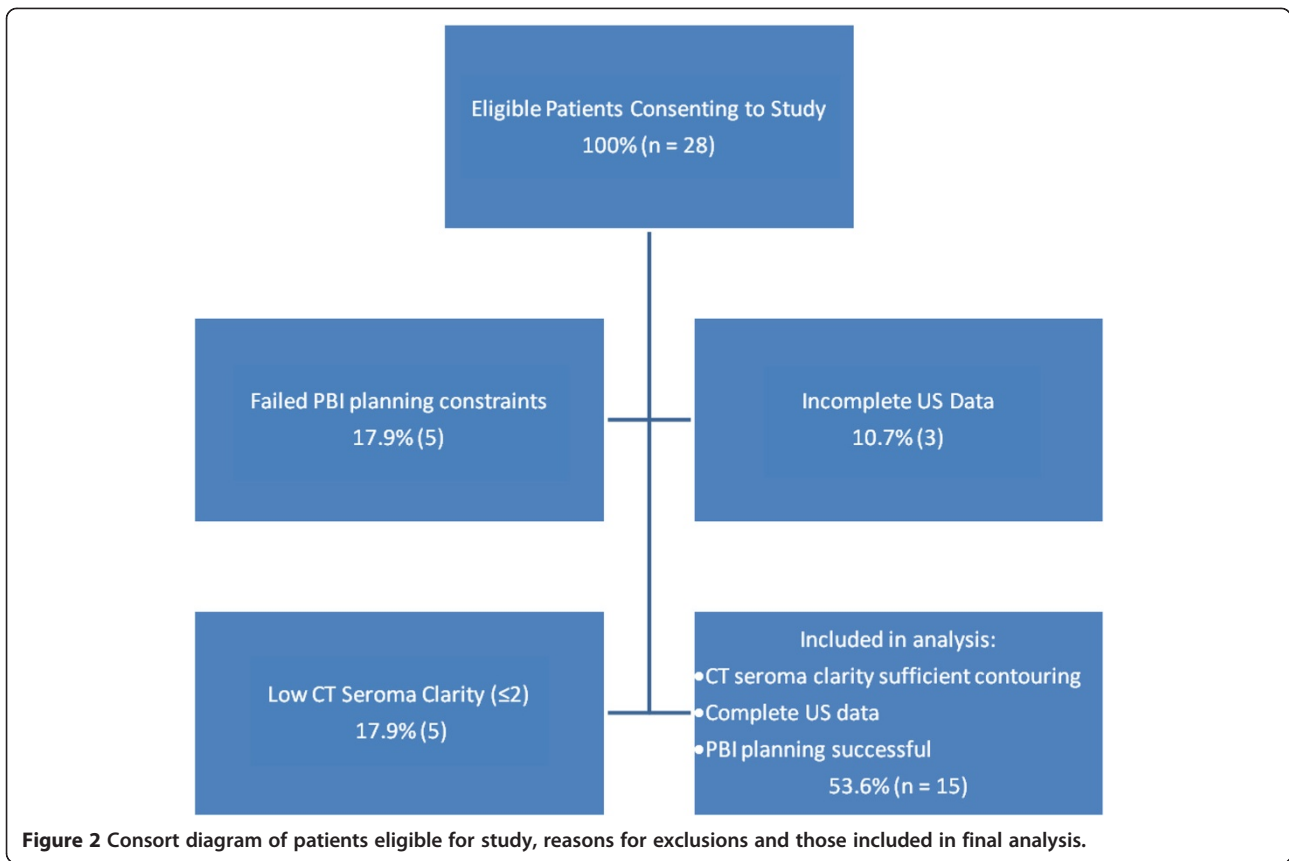 Eligible Patients Consenting to Study
100% (n = 28)
Failed PBI planning constraints
17.9% (5)
Incomplete US Data
10.7% (3)
Low CT Seroma Clarity (≤2)
17.9% (5)
Included in analysis:
•CT seroma clarity sufficient contouring
•Complete US data
•PBI planning successful
53.6% (n = 15)
Figure 2 Consort diagram of patients eligible for study, reasons for exclusions and those included in final analysis.